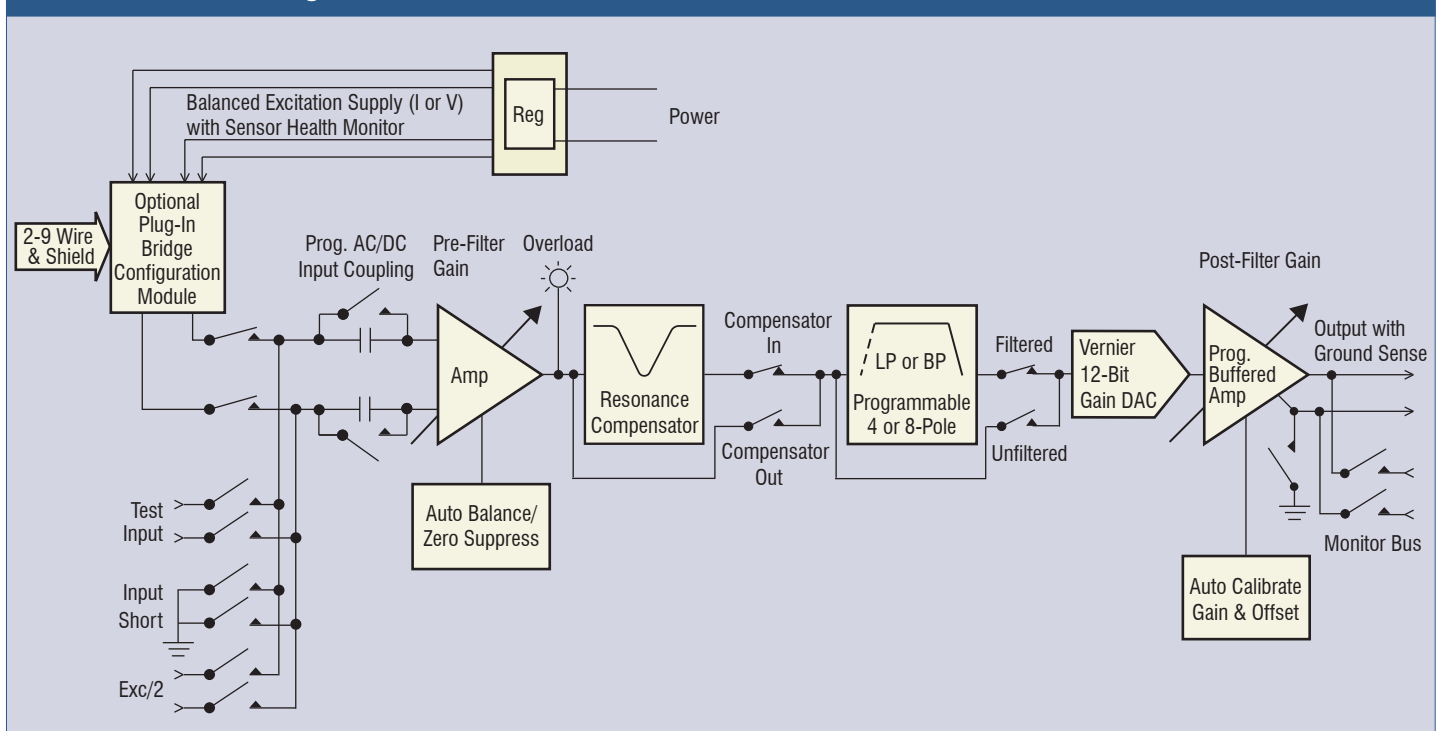 Balanced Excitation Supply (I or V)
with Sensor Health Monitor
Reg
Power
Optional
Plug-In
Bridge
Configuration
Module
2-9 Wire
& Shield
Prog. AC/DC
Input Coupling
Pre-Filter
Gain
Overload
Amp
Resonance
Compensator
Compensator
In
Compensator
Out
LP or BP
Programmable
4 or 8-Pole
Filtered
Unfiltered
Vernier
12-Bit
Gain DAC
Post-Filter Gain
Prog.
Buffered
Amp
Output with
Ground Sense
Monitor Bus
Auto Balance/
Zero Suppress
Auto Calibrate
Gain & Offset
Test
Input
Input
Short
Exc/2